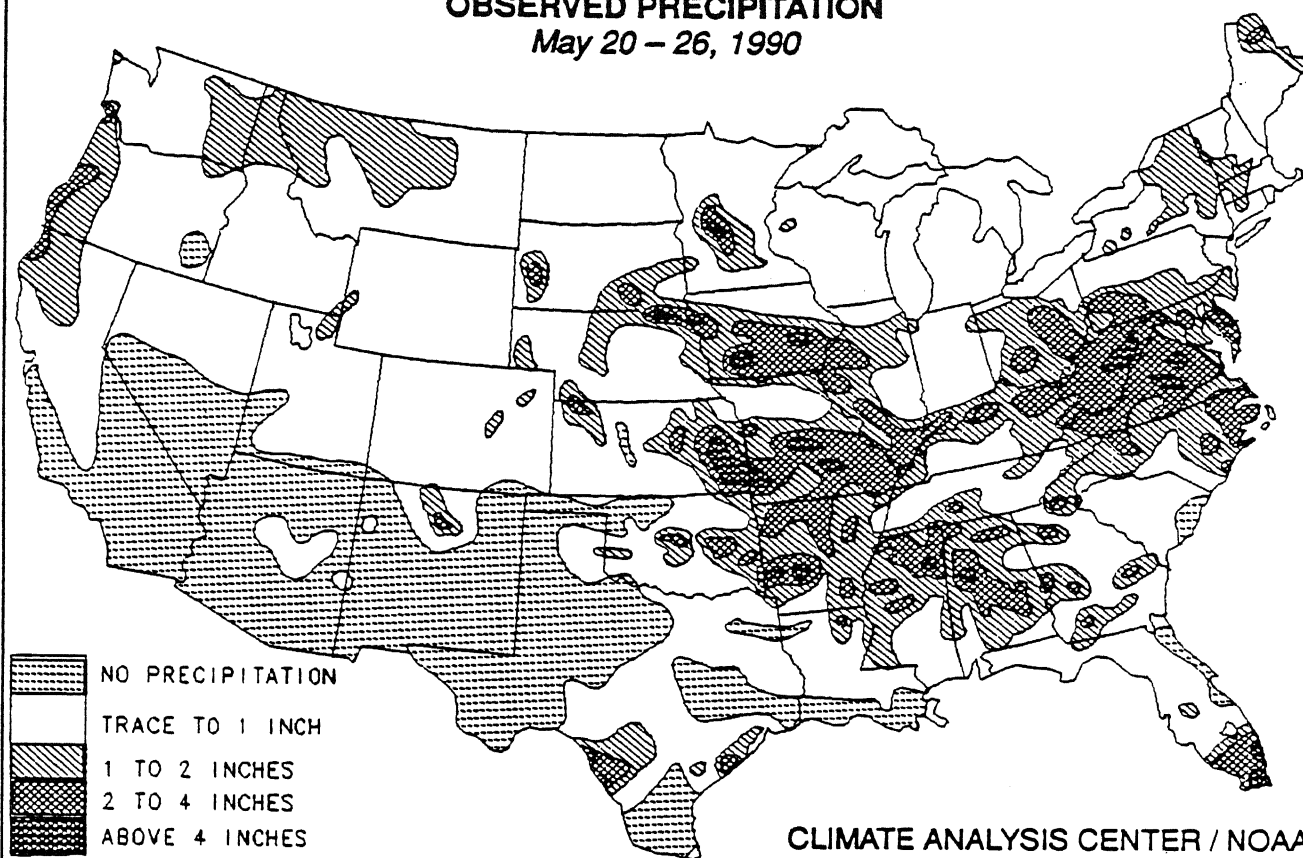 OBSERVED PRECIPITATION
May 20 – 26, 1990
NO PRECIPITATION
TRACE TO 1 INCH
1 TO 2 INCHES
2 TO 4 INCHES
ABOVE 4 INCHES
CLIMATE ANALYSIS CENTER / NOAA